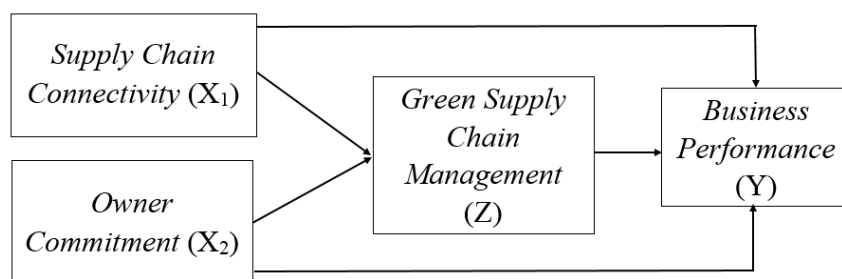 Supply Chain
Connectivity (X₁)
Owner
Commitment (X₂)
Green Supply
Chain
Management
(Z)
Business
Performance
(Y)